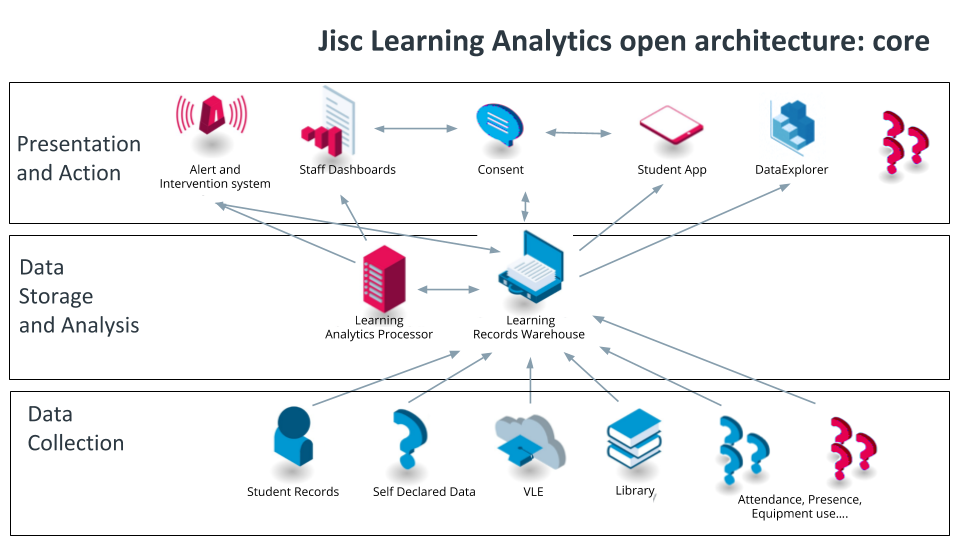 Jisc Learning Analytics open architecture: core
Presentation
and Action
Alert and
Intervention system
Staff Dashboards
Consent
Student App
DataExplorer
Data
Storage
and Analysis
Learning
Analytics Processor
Learning
Records Warehouse
Data
Collection
Student Records
Self Declared Data
VLE
Library
Attendance, Presence,
Equipment use....